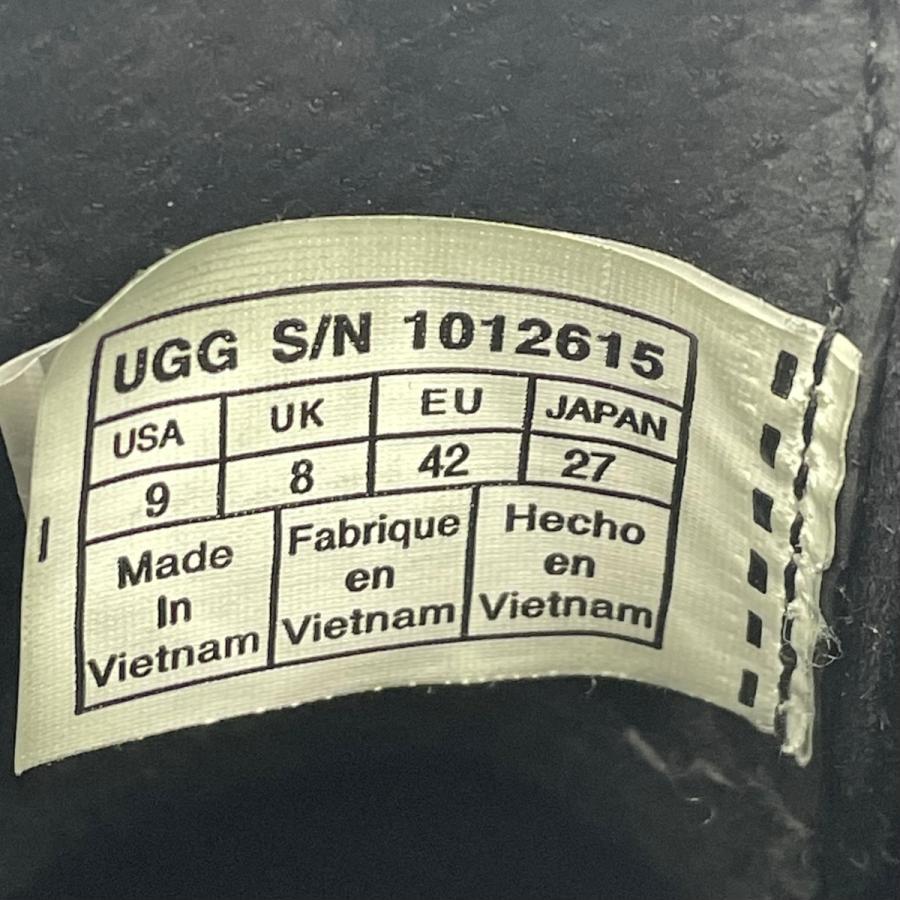 UGG S/N 1012615
USA UK EU JAPAN
9 8 42 27
Made In Vietnam
Fabrique en Vietnam
Hecho en Vietnam